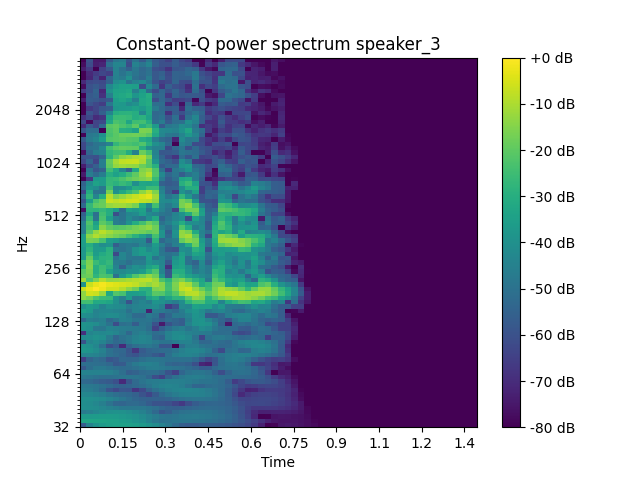 Constant-Q power spectrum speaker_3
Hz
2048
1024
512
256
128
64
32
0 0.15 0.3 0.45 0.6 0.75 0.9 1.1 1.2 1.4
Time
+0 dB
-10 dB
-20 dB
-30 dB
-40 dB
-50 dB
-60 dB
-70 dB
-80 dB